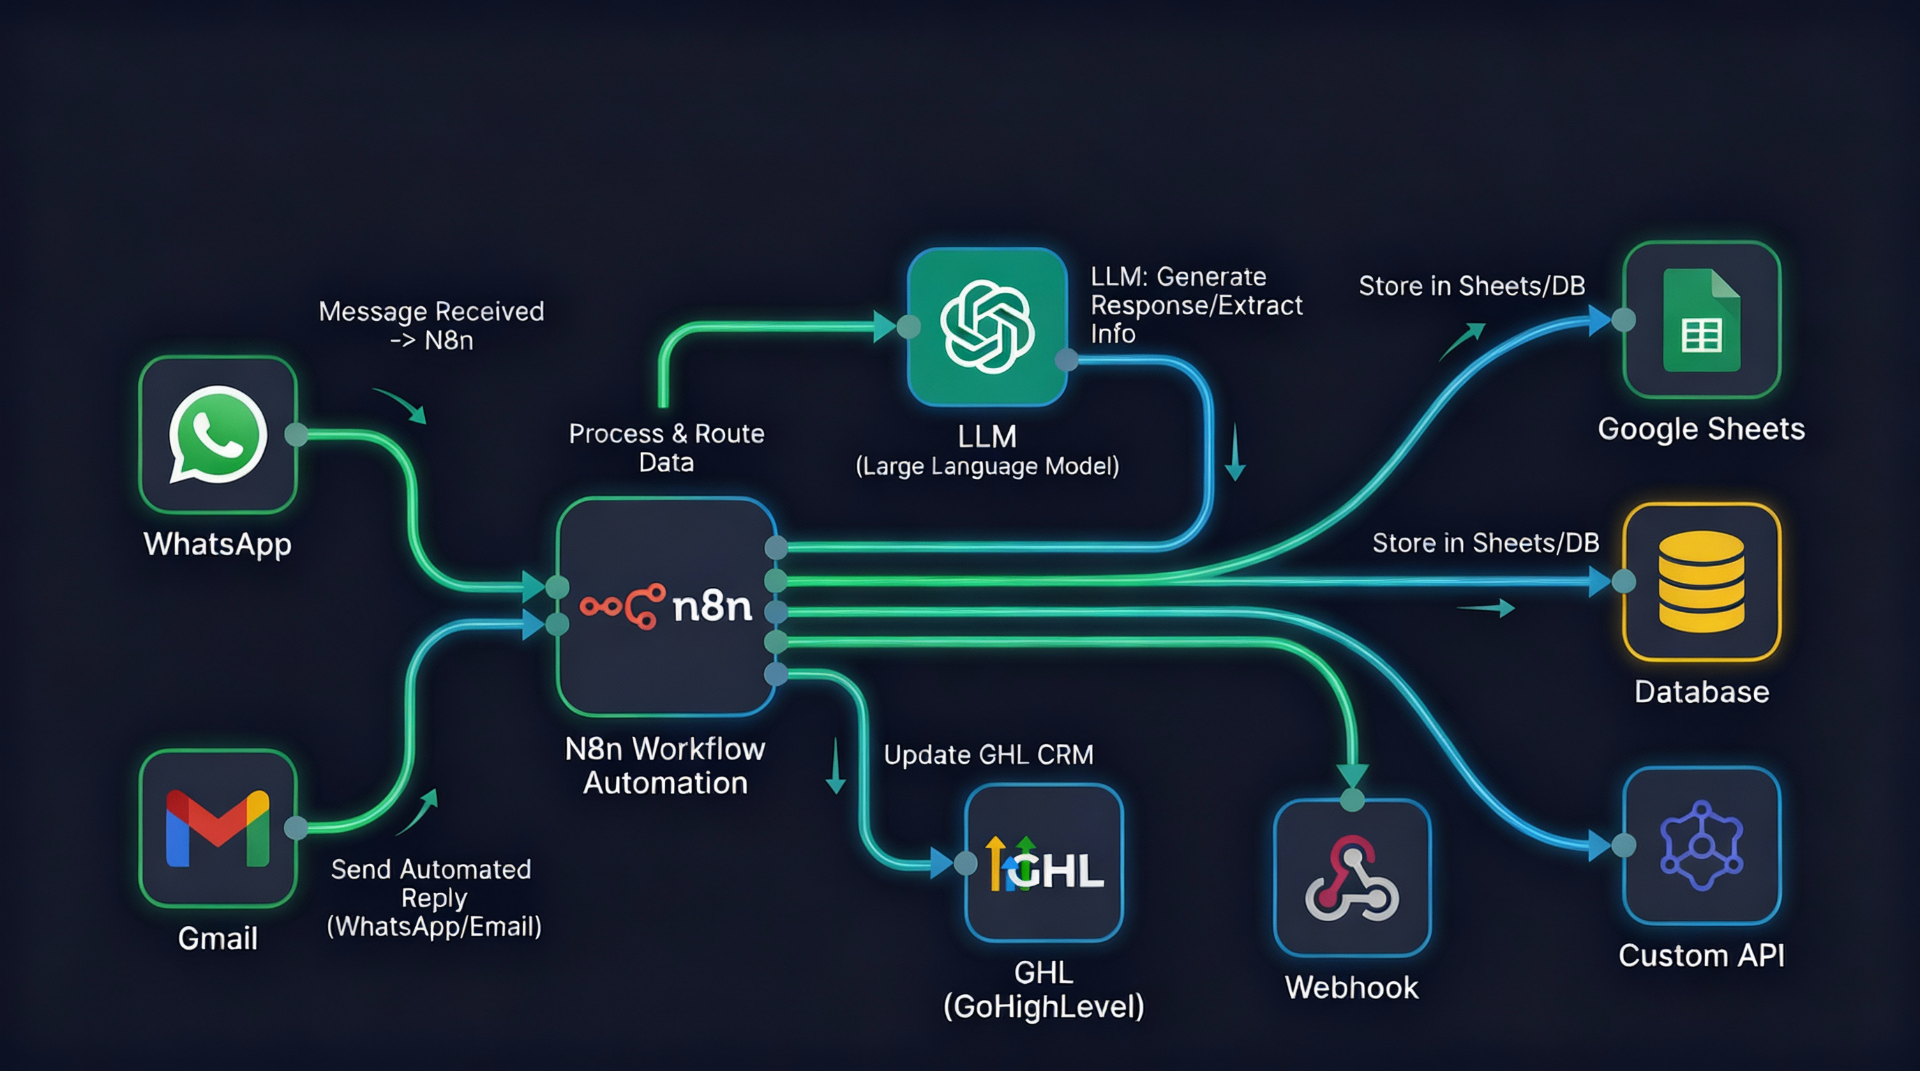 Message Received
-> N8n
WhatsApp
Process & Route
Data
LLM: Generate
Response/Extract
Info
LLM
(Large Language Model)
Store in Sheets/DB
Google Sheets
n8n
N8n Workflow
Automation
Store in Sheets/DB
Database
Gmail
Send Automated
Reply
(WhatsApp/Email)
Update GHL CRM
GHL
GHL
(GoHighLevel)
Webhook
Custom API